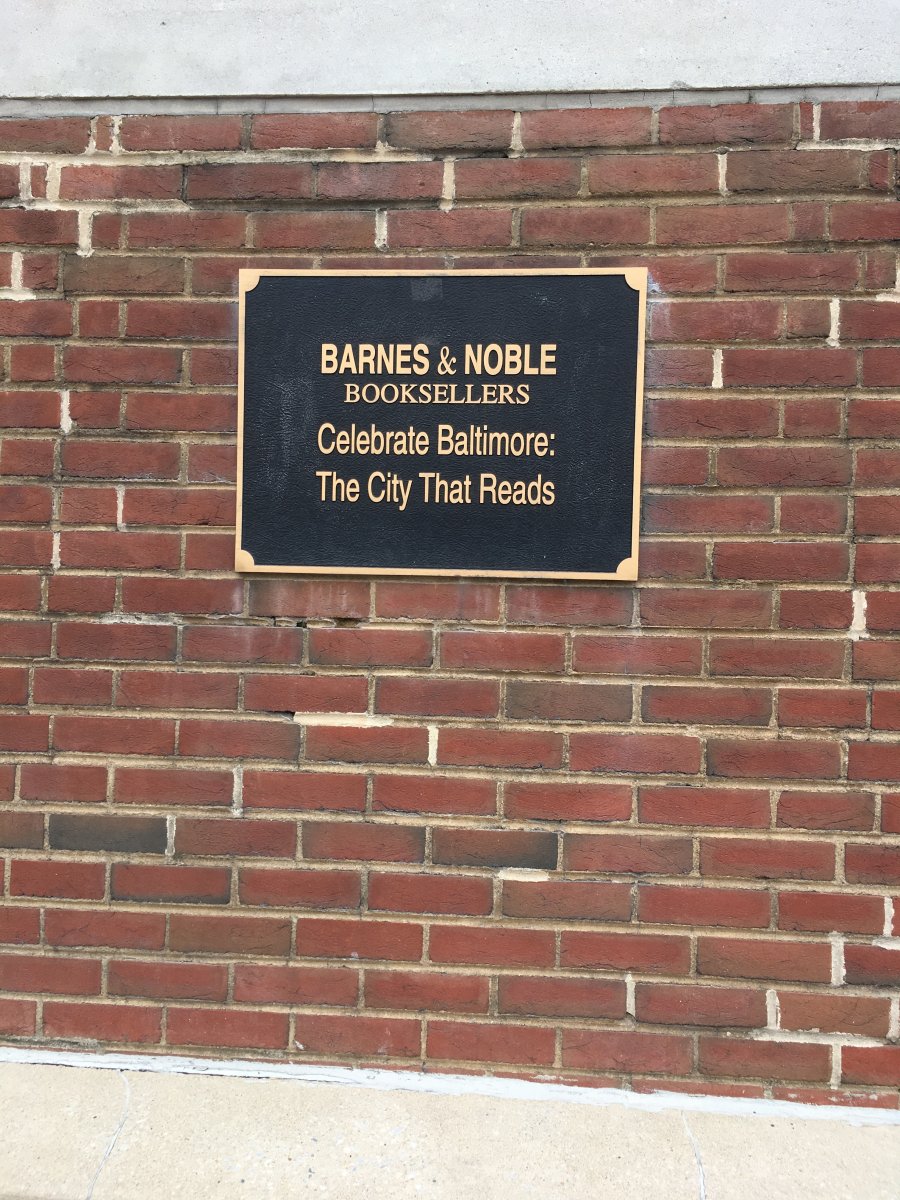 BARNES & NOBLE
BOOKSELLERS
Celebrate Baltimore:
The City That Reads